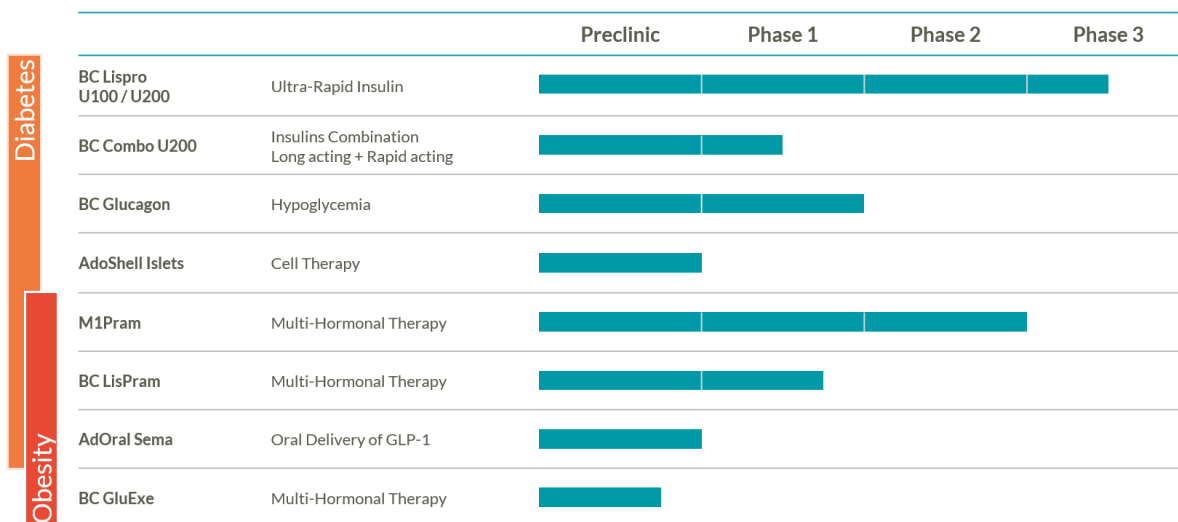 Preclinic Phase 1 Phase 2 Phase 3
Diabetes
BC Lispro
U100 / U200
Ultra-Rapid Insulin
BC Combo U200
Insulins Combination
Long acting + Rapid acting
BC Glucagon
Hypoglycemia
AdoShell Islets
Cell Therapy
Obesity
M1Pram
Multi-Hormonal Therapy
BC LisPram
Multi-Hormonal Therapy
AdOral Sema
Oral Delivery of GLP-1
BC GluExe
Multi-Hormonal Therapy